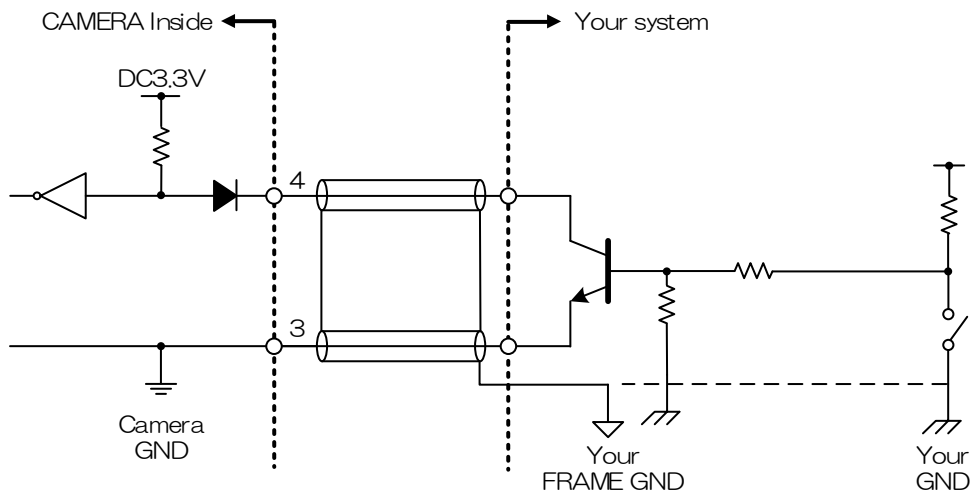 CAMERA Inside
Your system
DC3.3V
4
3
Camera
GND
Your
FRAME GND
Your
GND